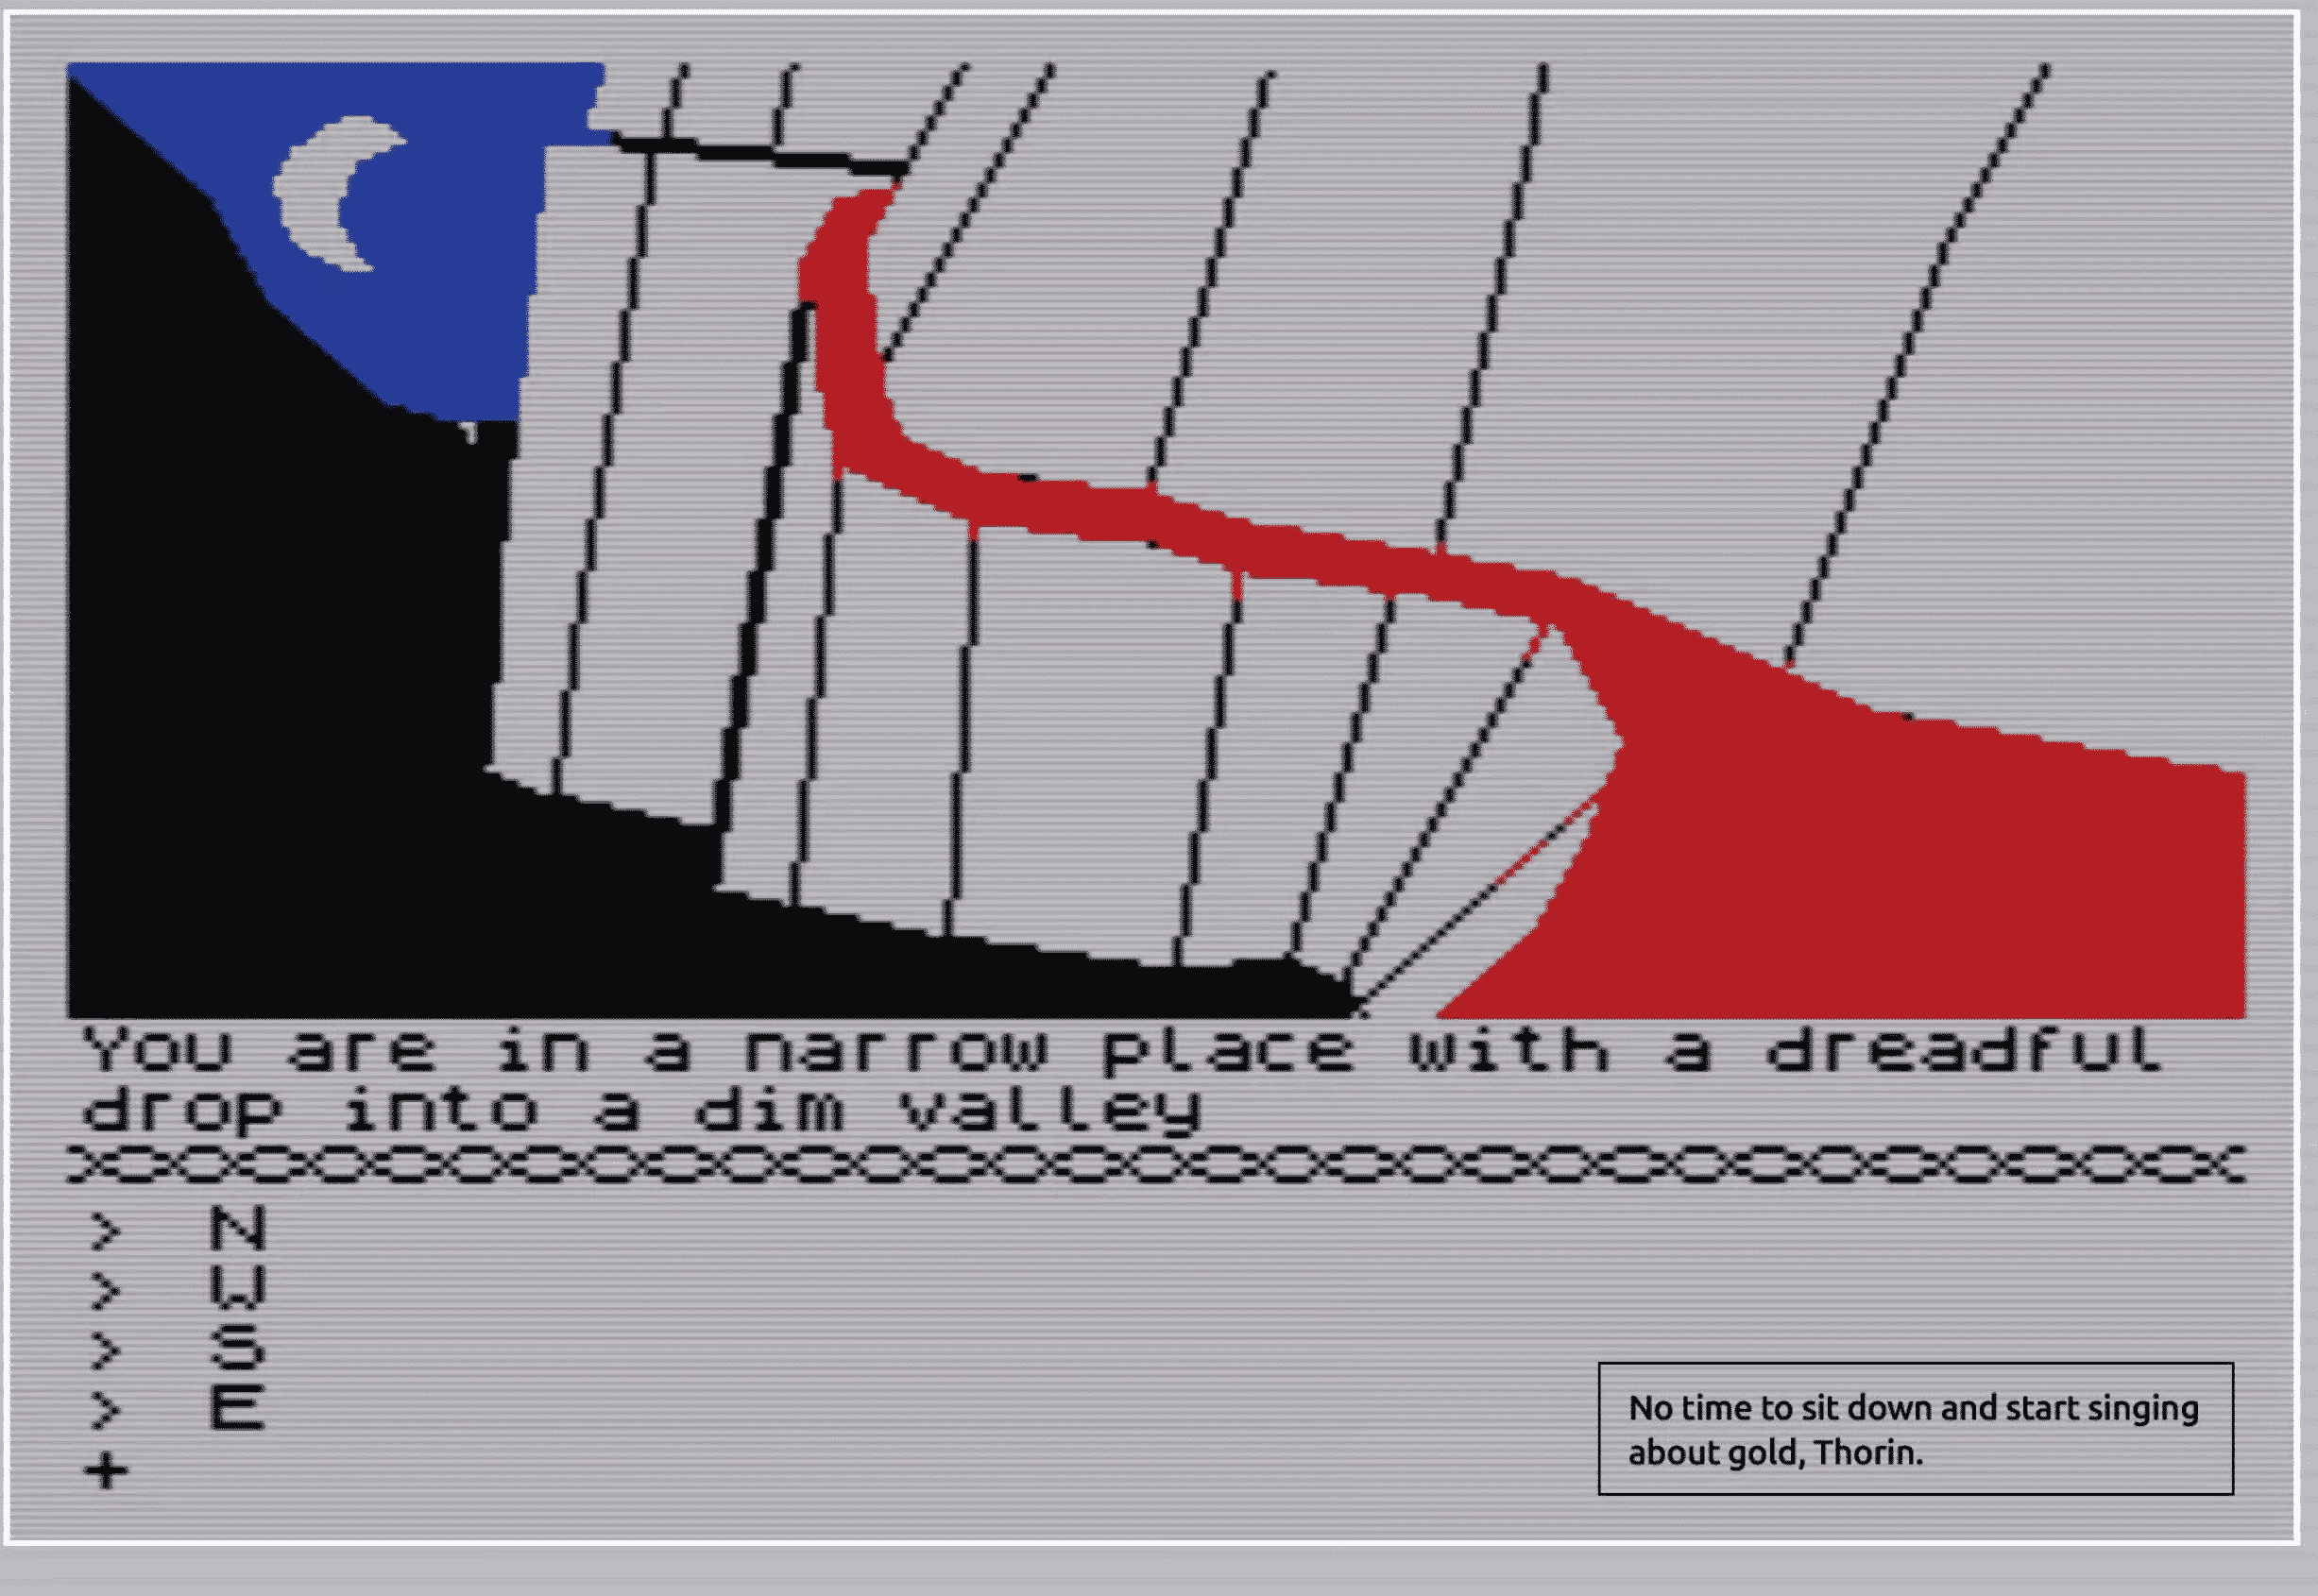 You are in a narrow place with a dreadful
drop into a dim valley
> N
> W
> S
> E
+
No time to sit down and start singing
about gold, Thorin.